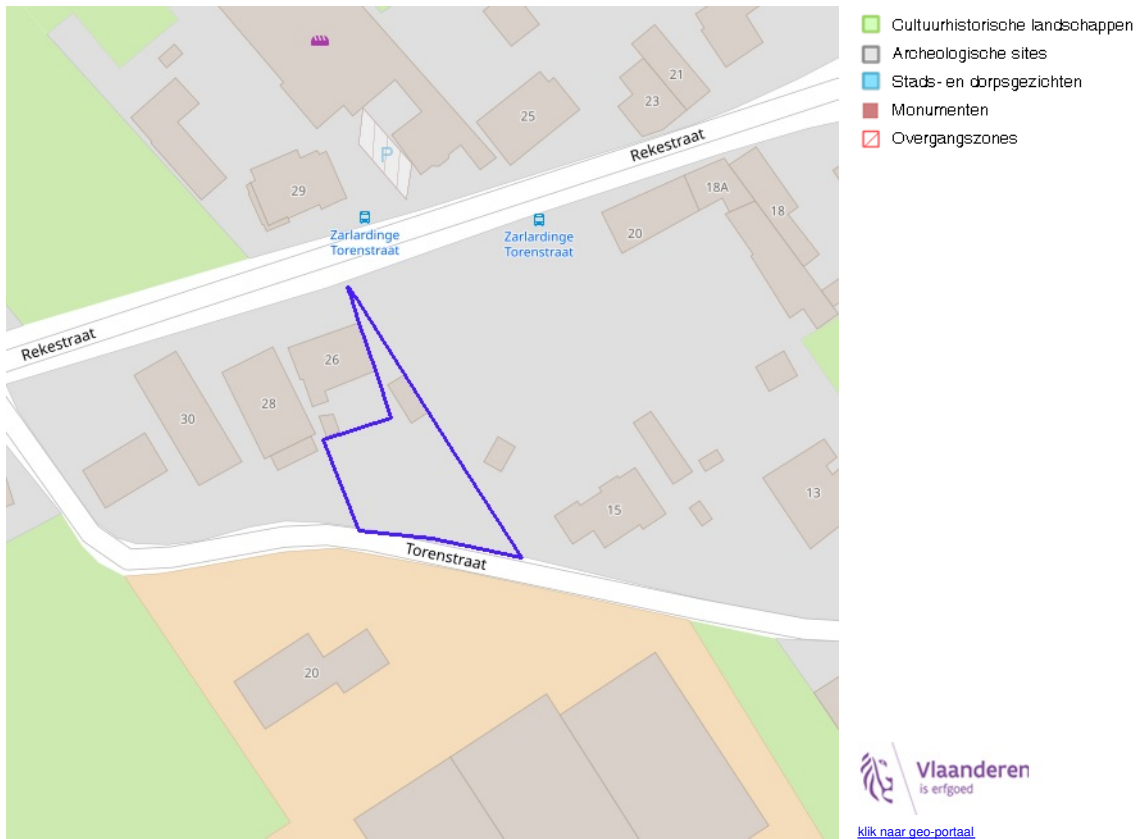 21
23
25
Rekestraat
29
P
Zarlardinge
Torenstraat
Zarlardinge
Torenstraat
18A
18
20
Rekestraat
26
28
30
15
13
Torenstraat
20
Cultuurhistorische landschappen
Archeologische sites
Stads- en dorpsgezichten
Monumenten
Overgangszones
Vlaanderen
is erfgoed
klik naar geo-portaal